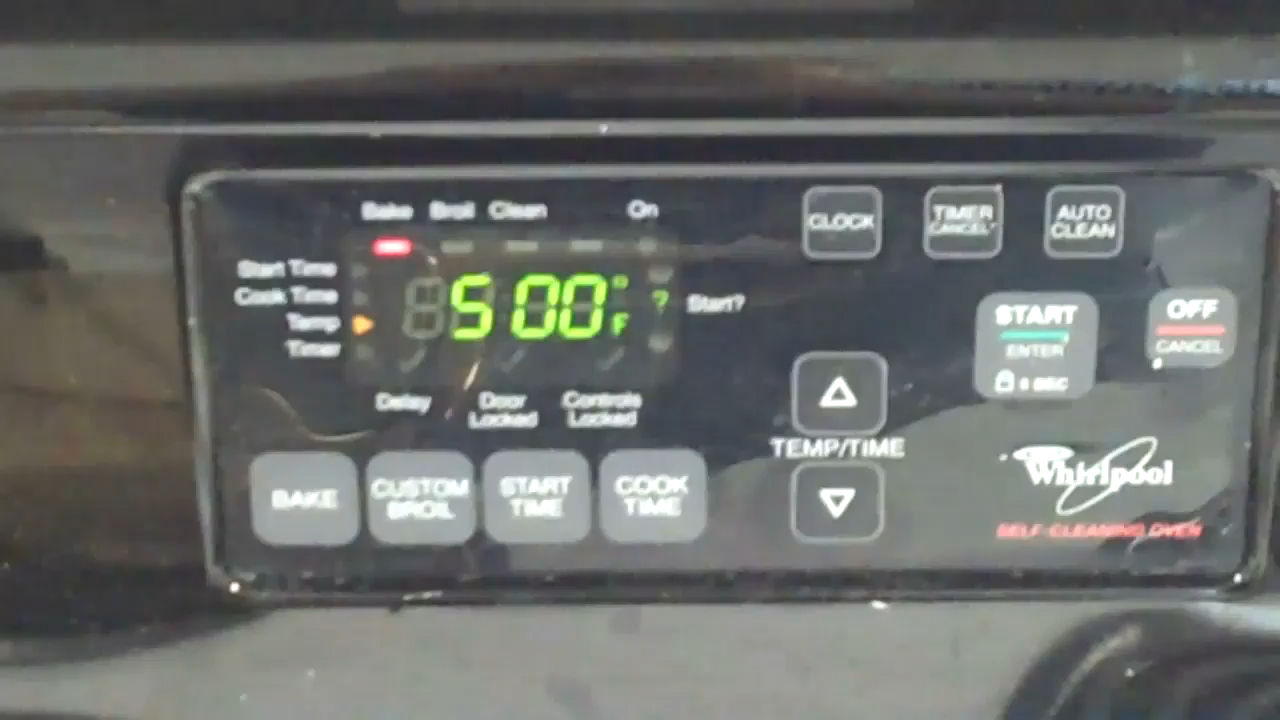 Bake Broil Clean On
Start Time
Cook Time
Temp
Timer
500°F
? Start?
Delay
Door Locked
Controls Locked
BAKE
CUSTOM BROIL
START TIME
COOK TIME
CLOCK
TIMER CANCEL
AUTO CLEAN
TEMP/TIME
START
ENTER
OFF
CANCEL
Whirlpool
SELF-CLEANING OVEN